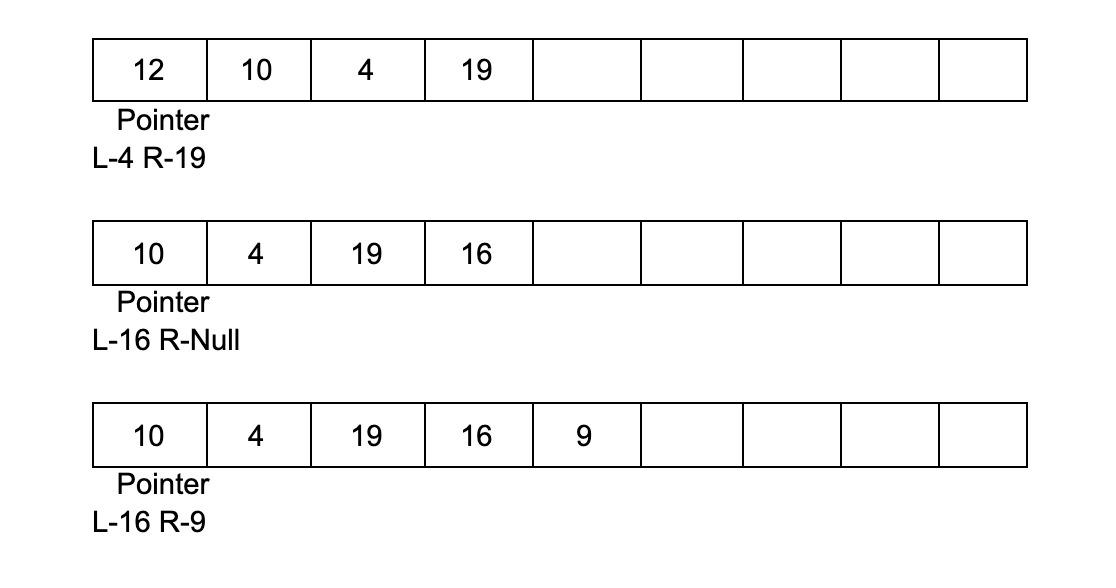 12 10 4 19
Pointer
L-4 R-19
10 4 19 16
Pointer
L-16 R-Null
10 4 19 16 9
Pointer
L-16 R-9